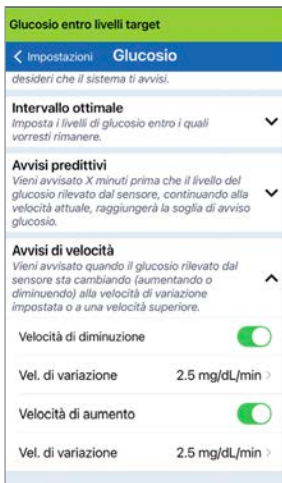 Glucosio entro livelli target
Impostazioni Glucosio
desideri che il sistema ti avvisi.
Intervallo ottimale
Imposta i livelli di glucosio entro i quali
vorresti rimanere.
Avvisi predittivi
Vieni avvisato X minuti prima che il livello del
glucosio rilevato dal sensore, continuando alla
velocità attuale, raggiungerà la soglia di avviso
glucosio.
Avvisi di velocità
Vieni avvisato quando il glucosio rilevato dal
sensore sta cambiando (aumentando o
diminuendo) alla velocità di variazione
impostata o a una velocità superiore.
Velocità di diminuzione
Vel. di variazione 2.5 mg/dL/min
Velocità di aumento
Vel. di variazione 2.5 mg/dL/min